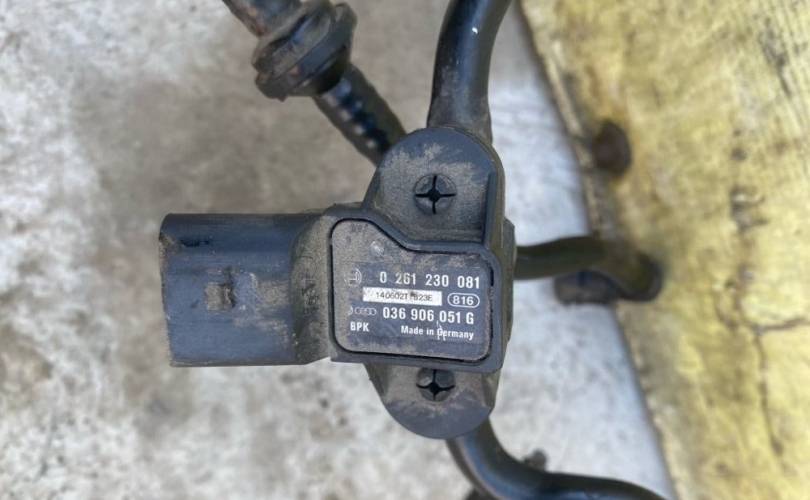 0 261 230 081
816
036 906 051 G
BPK Made in Germany